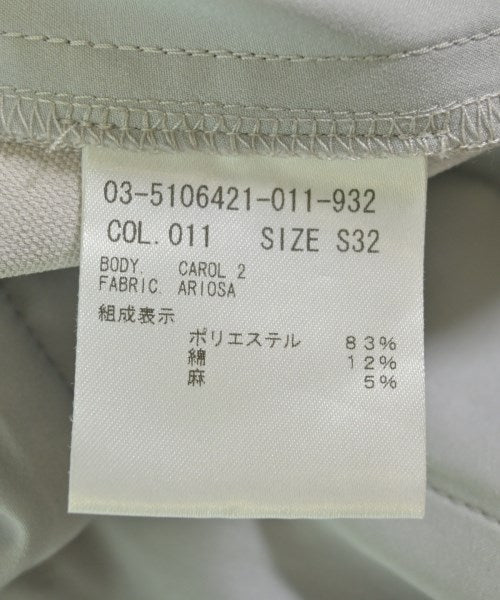 03-5106421-011-932
COL. 011 SIZE S32
BODY. CAROL 2
FABRIC. ARIOSA
組成表示
ポリエステル 83%
綿 12%
麻 5%